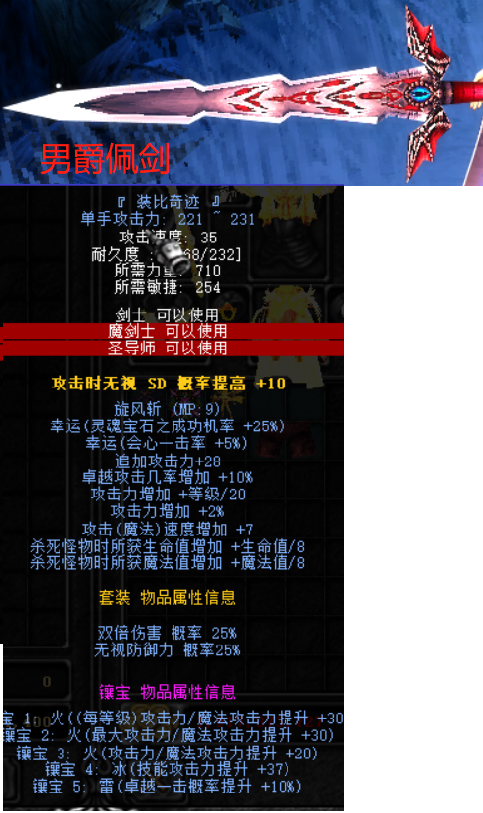 男爵佩剑
『 装比奇迹 』
单手攻击力: 221 ~ 231
攻击速度: 35
耐久度 : 68/232]
所需力量: 710
所需敏捷: 254
剑士 可以使用
魔剑士 可以使用
圣导师 可以使用
攻击时无视 SD 概率提高 +10
旋风斩 (MP:9)
幸运(灵魂宝石之成功机率 +25%)
幸运(会心一击率 +5%)
追加攻击力+28
卓越攻击几率增加 +10%
攻击力增加 +等级/20
攻击力增加 +2%
攻击(魔法)速度增加 +7
杀死怪物时所获生命值增加 +生命值/8
杀死怪物时所获魔法值增加 +魔法值/8
套装 物品属性信息
双倍伤害 概率 25%
无视防御力 概率25%
0
镶宝 物品属性信息
宝 1: 火((每等级)攻击力/魔法攻击力提升 +30
镶宝 2: 火(最大攻击力/魔法攻击力提升 +30)
镶宝 3: 火(攻击力/魔法攻击力提升 +20)
镶宝 4: 冰(技能攻击力提升 +37)
镶宝 5: 雷(卓越一击概率提升 +10%)